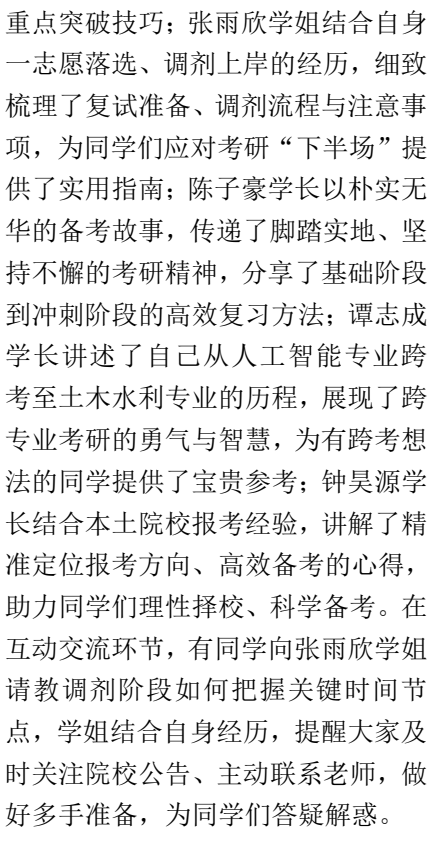 重点突破技巧；张雨欣学姐结合自身
一志愿落选、调剂上岸的经历，细致
梳理了复试准备、调剂流程与注意事
项，为同学们应对考研“下半场”提
供了实用指南；陈子豪学长以朴实无
华的备考故事，传递了脚踏实地、坚
持不懈的考研精神，分享了基础阶段
到冲刺阶段的高效复习方法；谭志成
学长讲述了自己从人工智能专业跨
考至土木水利专业的历程，展现了跨
专业考研的勇气与智慧，为有跨考想
法的同学提供了宝贵参考；钟昊源学
长结合本土院校报考经验，讲解了精
准定位报考方向、高效备考的心得，
助力同学们理性择校、科学备考。在
互动交流环节，有同学向张雨欣学姐
请教调剂阶段如何把握关键时间节
点，学姐结合自身经历，提醒大家及
时关注院校公告、主动联系老师，做
好多手准备，为同学们答疑解惑。